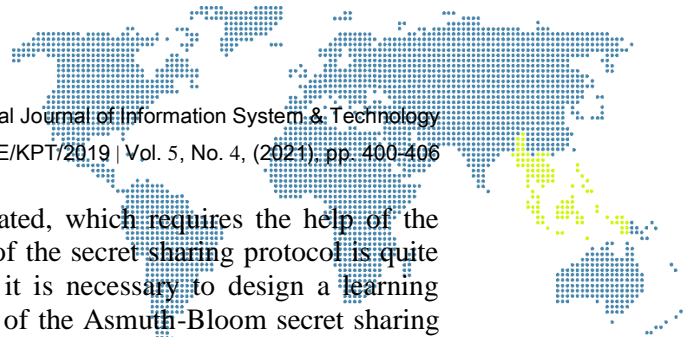 al Journal of Information System & Technology
E/KPT/2019 | Vol. 5, No. 4, (2021), pp. 400-406
ated, which requires the help of the
of the secret sharing protocol is quite
it is necessary to design a learning
of the Asmuth-Bloom secret sharing